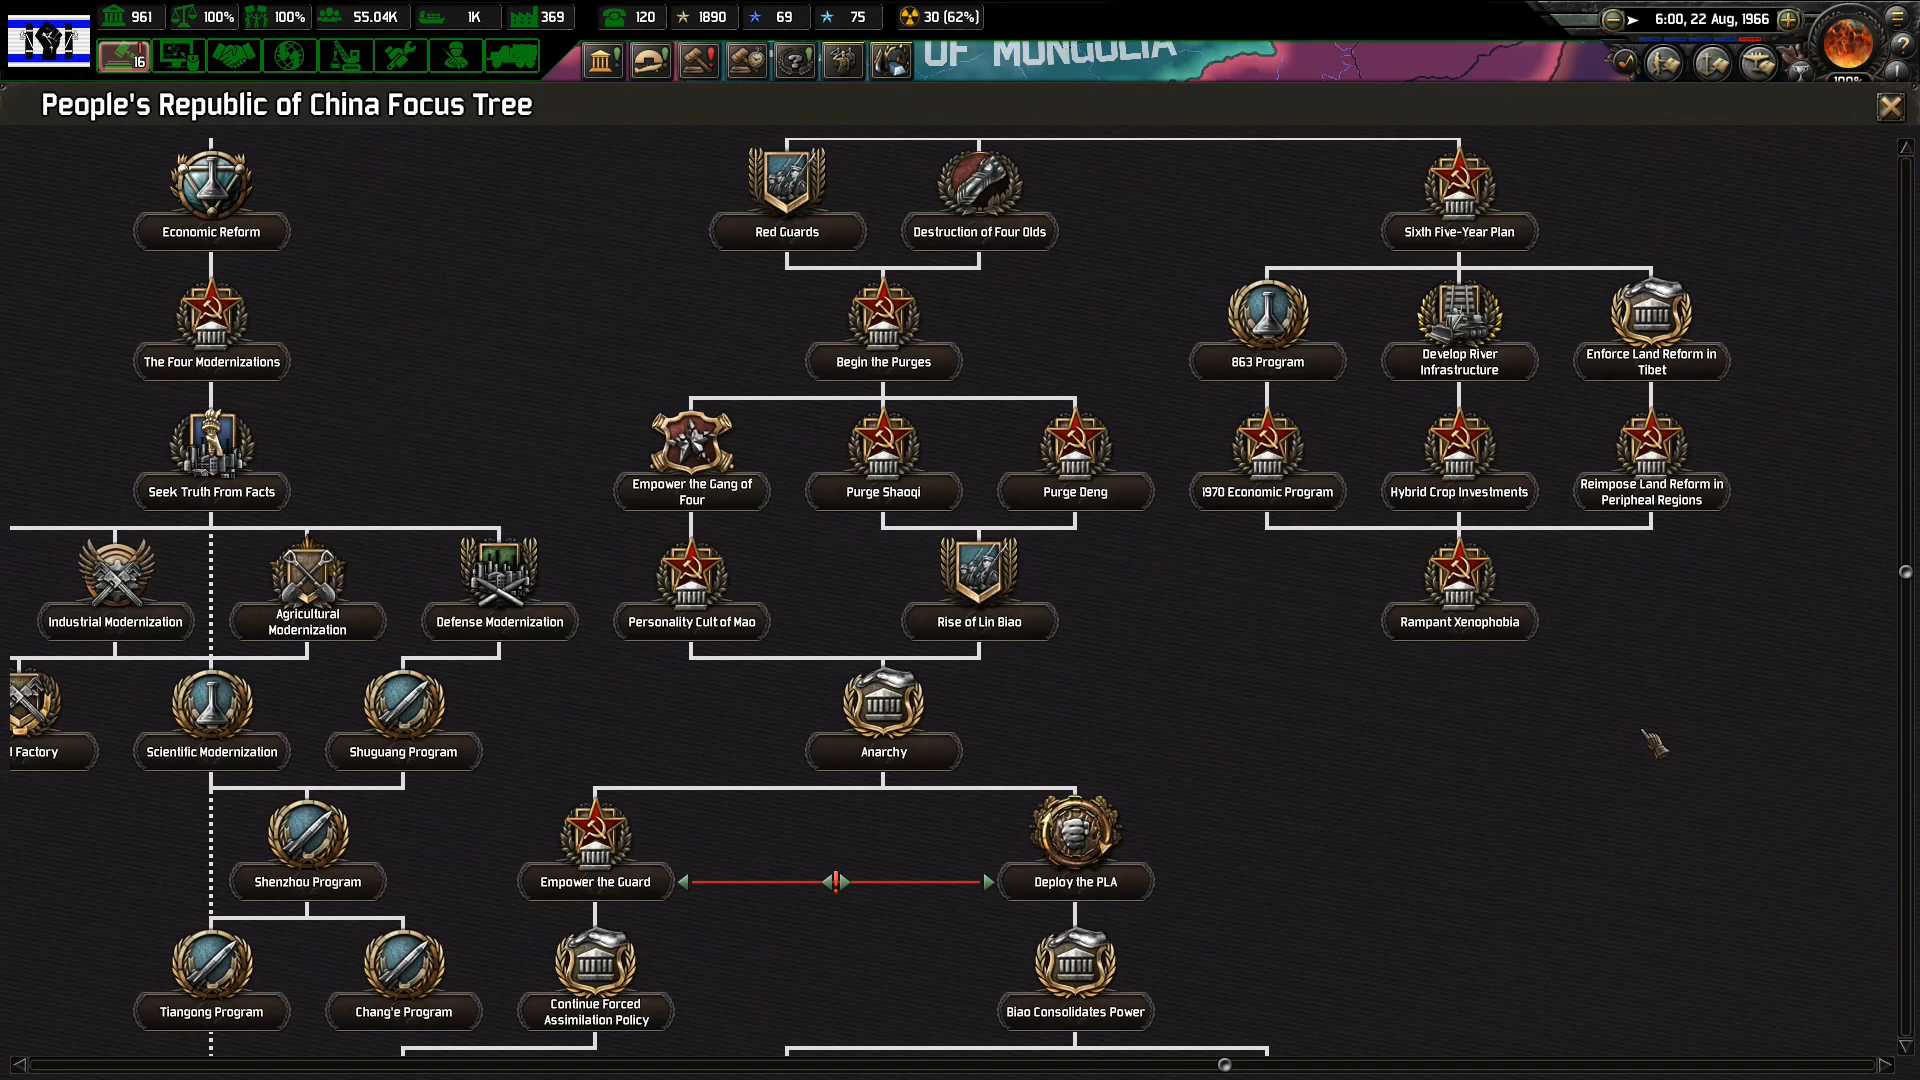 961
100%
100%
55.04K
1K
369
120
1890
69
75
30 (62%)
6:00, 22 Aug, 1966
16
OF MONGOLIA
100%
People's Republic of China Focus Tree
Economic Reform
Red Guards
Destruction of Four Olds
Sixth Five-Year Plan
The Four Modernizations
Begin the Purges
863 Program
Develop River
Infrastructure
Enforce Land Reform in
Tibet
Seek Truth From Facts
Empower the Gang of
Four
Purge Shaoqi
Purge Deng
1970 Economic Program
Hybrid Crop Investments
Reimpose Land Reform in
Peripheal Regions
Industrial Modernization
Agricultural
Modernization
Defense Modernization
Personality Cult of Mao
Rise of Lin Biao
Rampant Xenophobia
l Factory
Scientific Modernization
Shuguang Program
Anarchy
Shenzhou Program
Empower the Guard
Deploy the PLA
Tiangong Program
Chang'e Program
Continue Forced
Assimilation Policy
Biao Consolidates Power